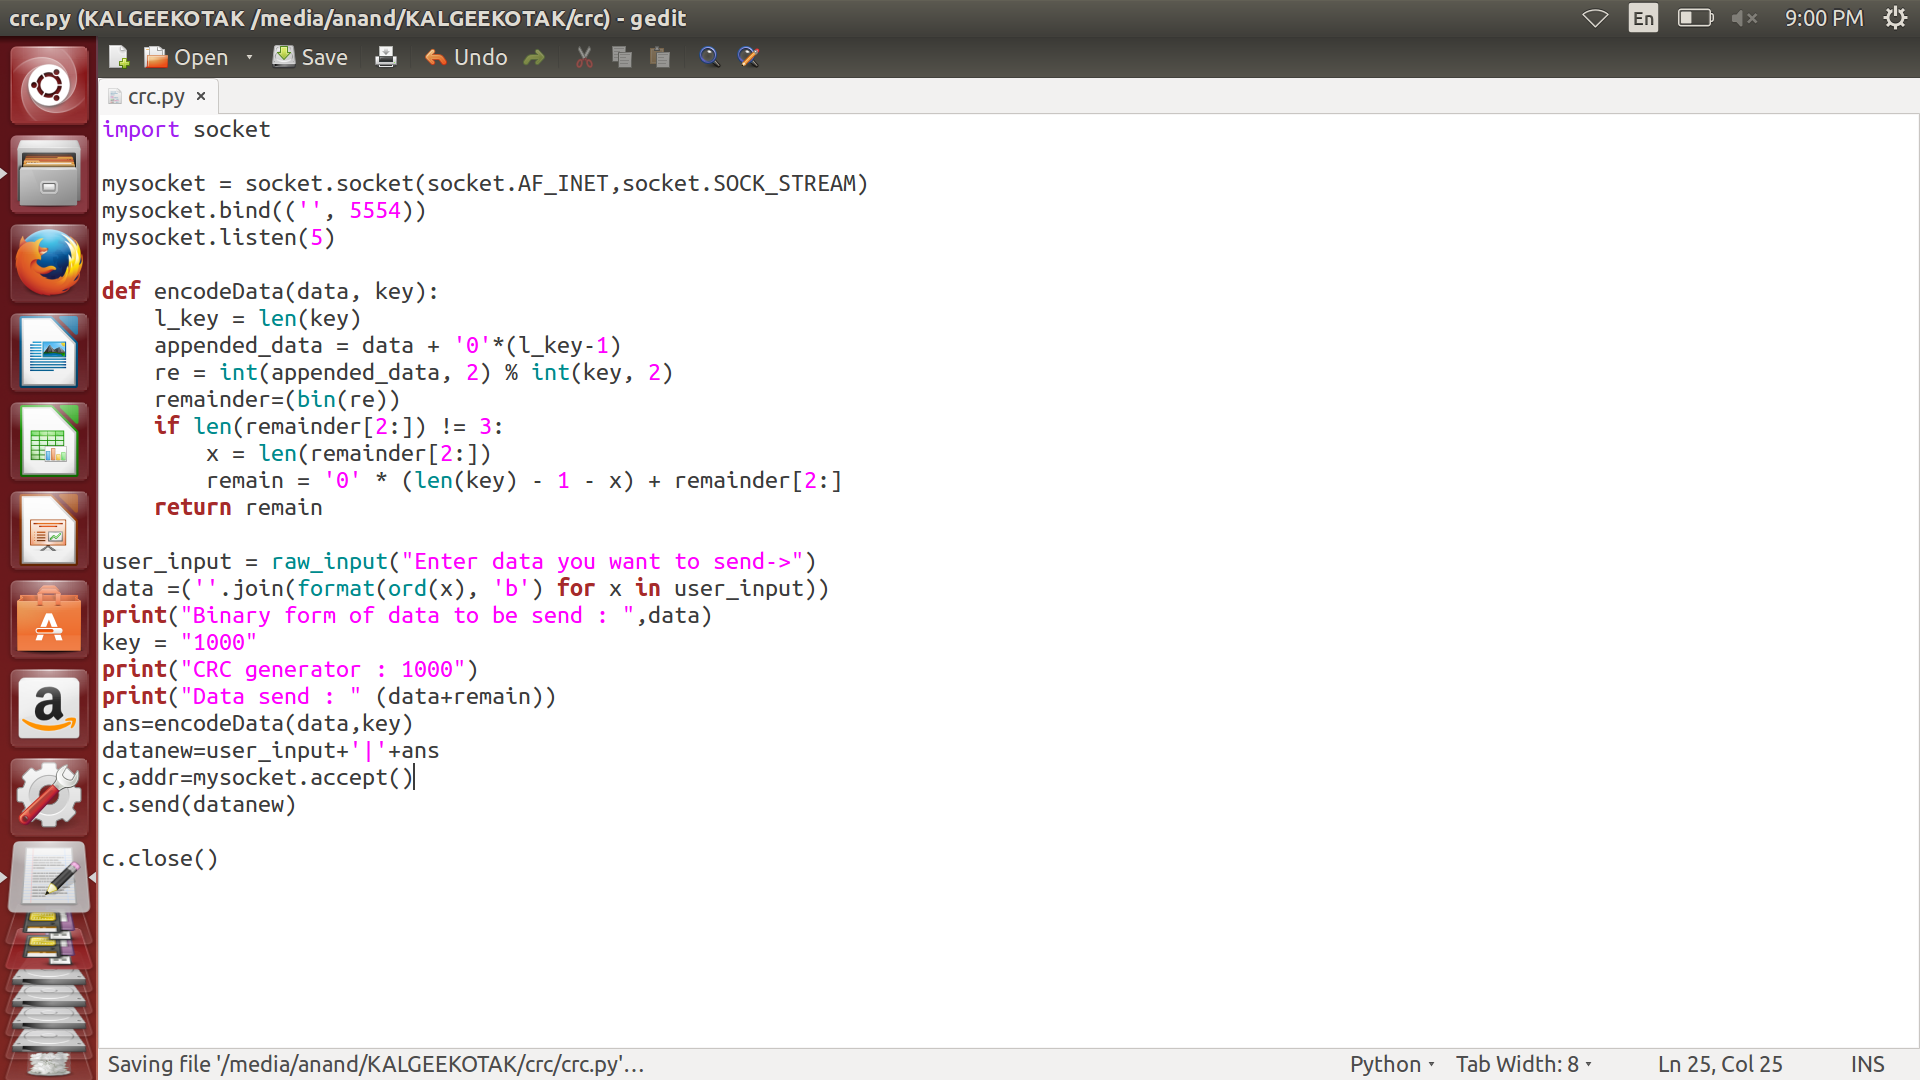 crc.py (KALGEEKOTAK /media/anand/KALGEEKOTAK/crc) - gedit
En
9:00 PM
Open
Save
Undo
crc.py ×
import socket
mysocket = socket.socket(socket.AF_INET,socket.SOCK_STREAM)
mysocket.bind(('', 5554))
mysocket.listen(5)
def encodeData(data, key):
    l_key = len(key)
    appended_data = data + '0'*(l_key-1)
    re = int(appended_data, 2) % int(key, 2)
    remainder=(bin(re))
    if len(remainder[2:]) != 3:
        x = len(remainder[2:])
        remain = '0' * (len(key) - 1 - x) + remainder[2:]
    return remain
user_input = raw_input("Enter data you want to send->")
data =(''.join(format(ord(x), 'b') for x in user_input))
print("Binary form of data to be send : ",data)
key = "1000"
print("CRC generator : 1000")
print("Data send : " (data+remain))
ans=encodeData(data,key)
datanew=user_input+'|'+ans
c,addr=mysocket.accept()
c.send(datanew)
c.close()
a
Saving file '/media/anand/KALGEEKOTAK/crc/crc.py'...
Python
Tab Width: 8
Ln 25, Col 25
INS